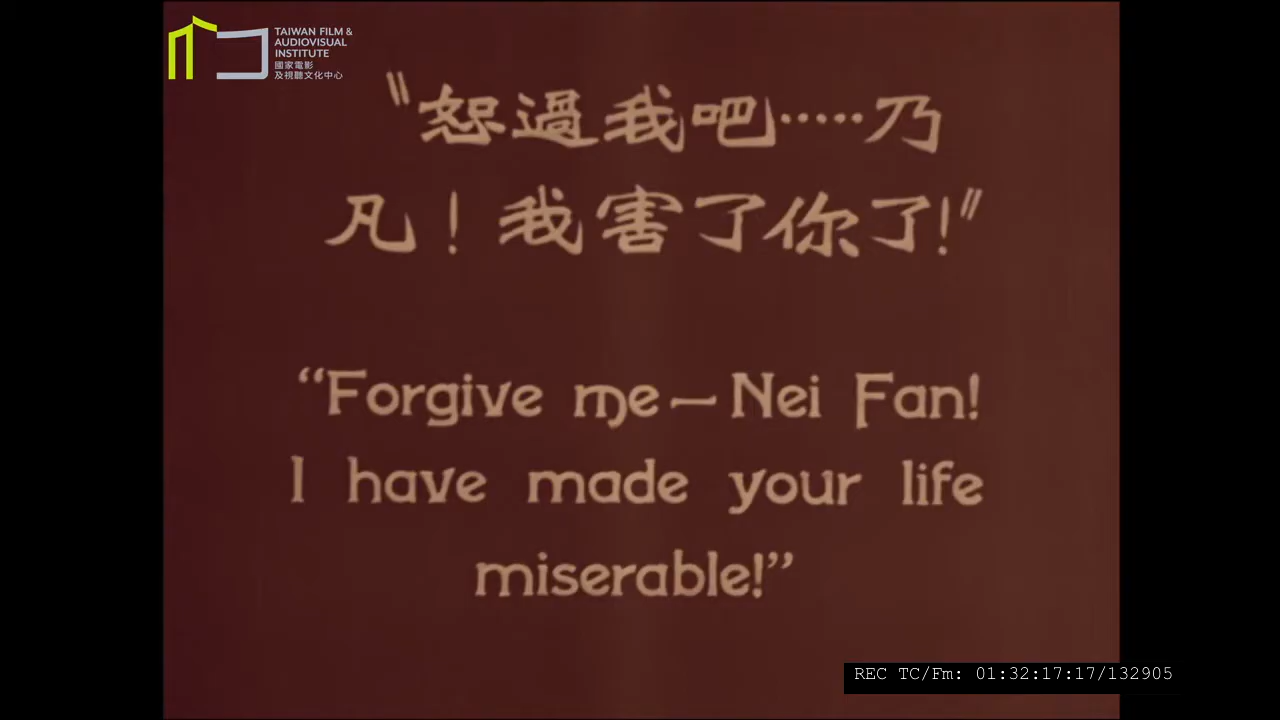 TAIWAN FILM &
AUDIOVISUAL
INSTITUTE
國家電影
及視聽文化中心
〝恕過我吧……乃
凡！我害了你了!〞
“Forgive me—Nei Fan!
I have made your life
miserable!”
REC TC/Fm: 01:32:17:17/132905